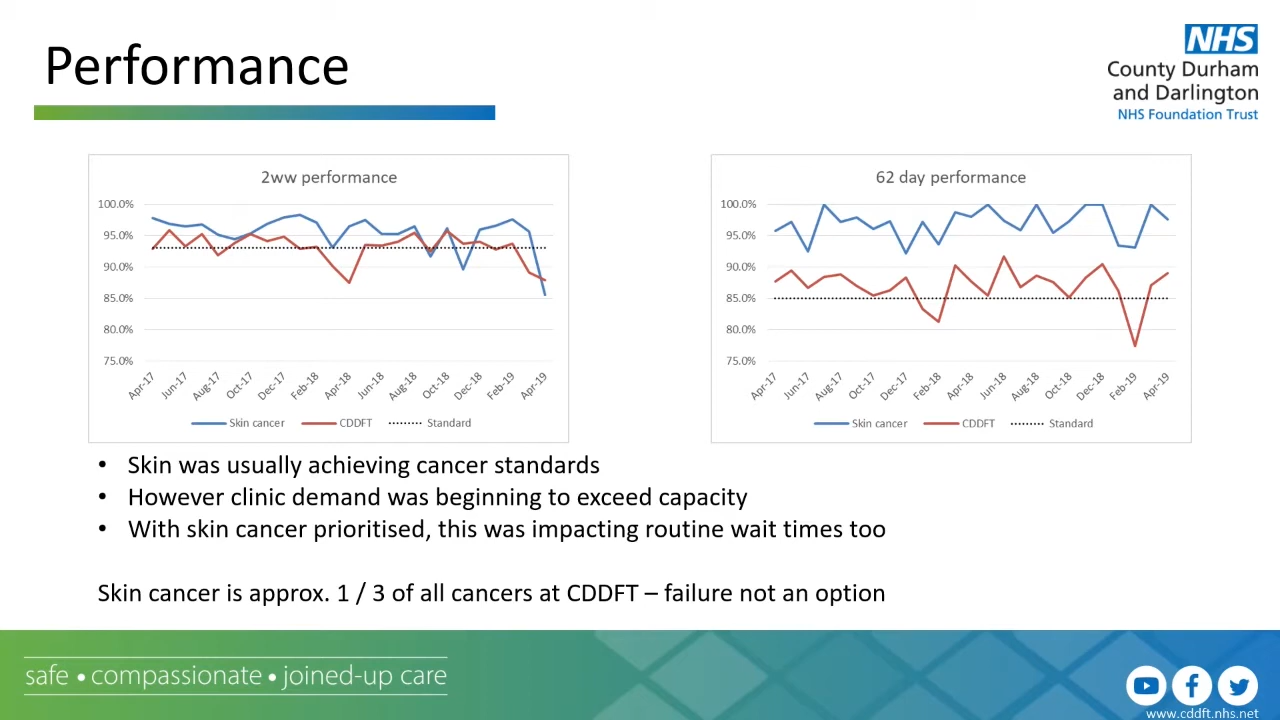 Performance
NHS
County Durham
and Darlington
NHS Foundation Trust
2ww performance
100.0%
95.0%
90.0%
85.0%
80.0%
75.0%
Apr-17 Jun-17 Aug-17 Oct-17 Dec-17 Feb-18 Apr-18 Jun-18 Aug-18 Oct-18 Dec-18 Feb-19 Apr-19
Skin cancer CDDFT Standard
62 day performance
100.0%
95.0%
90.0%
85.0%
80.0%
75.0%
Apr-17 Jun-17 Aug-17 Oct-17 Dec-17 Feb-18 Apr-18 Jun-18 Aug-18 Oct-18 Dec-18 Feb-19 Apr-19
Skin cancer CDDFT Standard
• Skin was usually achieving cancer standards
• However clinic demand was beginning to exceed capacity
• With skin cancer prioritised, this was impacting routine wait times too
Skin cancer is approx. 1 / 3 of all cancers at CDDFT – failure not an option
safe • compassionate • joined-up care
www.cddft.nhs.net